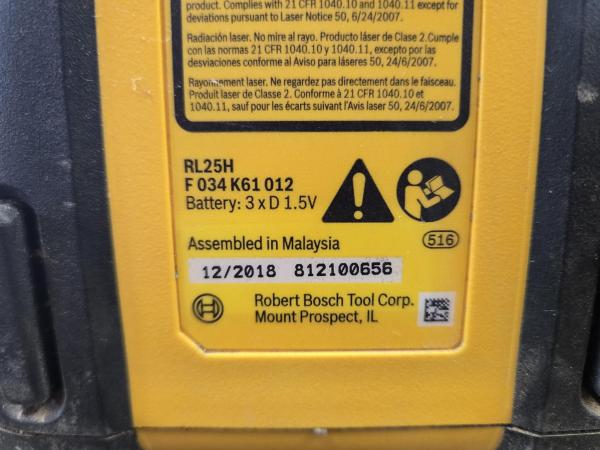 product. Complies with 21 CFR 1040.10 and 1040.11 except for
deviations pursuant to Laser Notice 50, 6/24/2007.
Radiación láser. No mire al rayo. Producto láser de Clase 2. Cumple
con las normas 21 CFR 1040.10 y 1040.11, excepto por las
desviaciones conforme al Aviso para láseres 50, 24/6/2007.
Rayonnement laser. Ne regardez pas directement dans le faisceau.
Produit laser de Classe 2. Conforme à 21 CFR 1040.10 et
1040.11, sauf pour les écarts suivant l'Avis laser 50, 24/6/2007.
RL25H
F 034 K61 012
Battery: 3 x D 1.5V
Assembled in Malaysia
516
12/2018 812100656
Robert Bosch Tool Corp.
Mount Prospect, IL